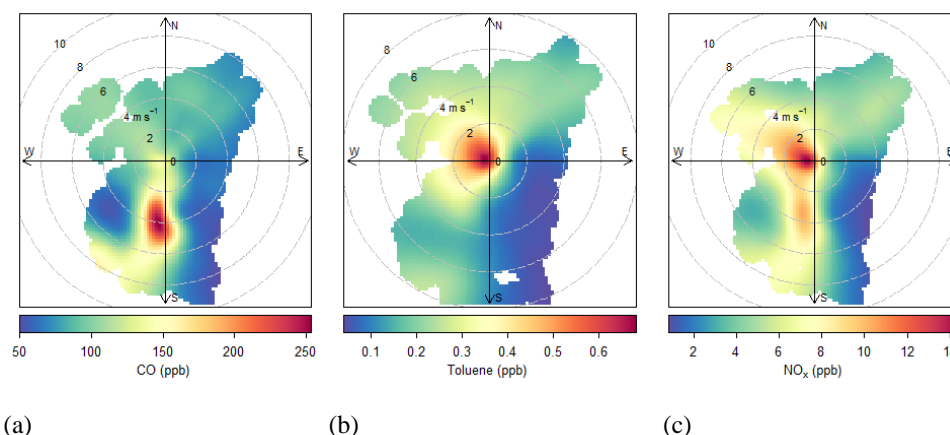 10 N
8
6
4 m s⁻¹
2
W 0 E
S
50 100 150 200 250
CO (ppb)
(a)
10 N
8
6
4 m s⁻¹
2
W 0 E
S
0.1 0.2 0.3 0.4 0.5 0.6
Toluene (ppb)
(b)
10 N
8
6
4 m s⁻¹
2
W 0 E
S
2 4 6 8 10 12
NOₓ (ppb)
(c)